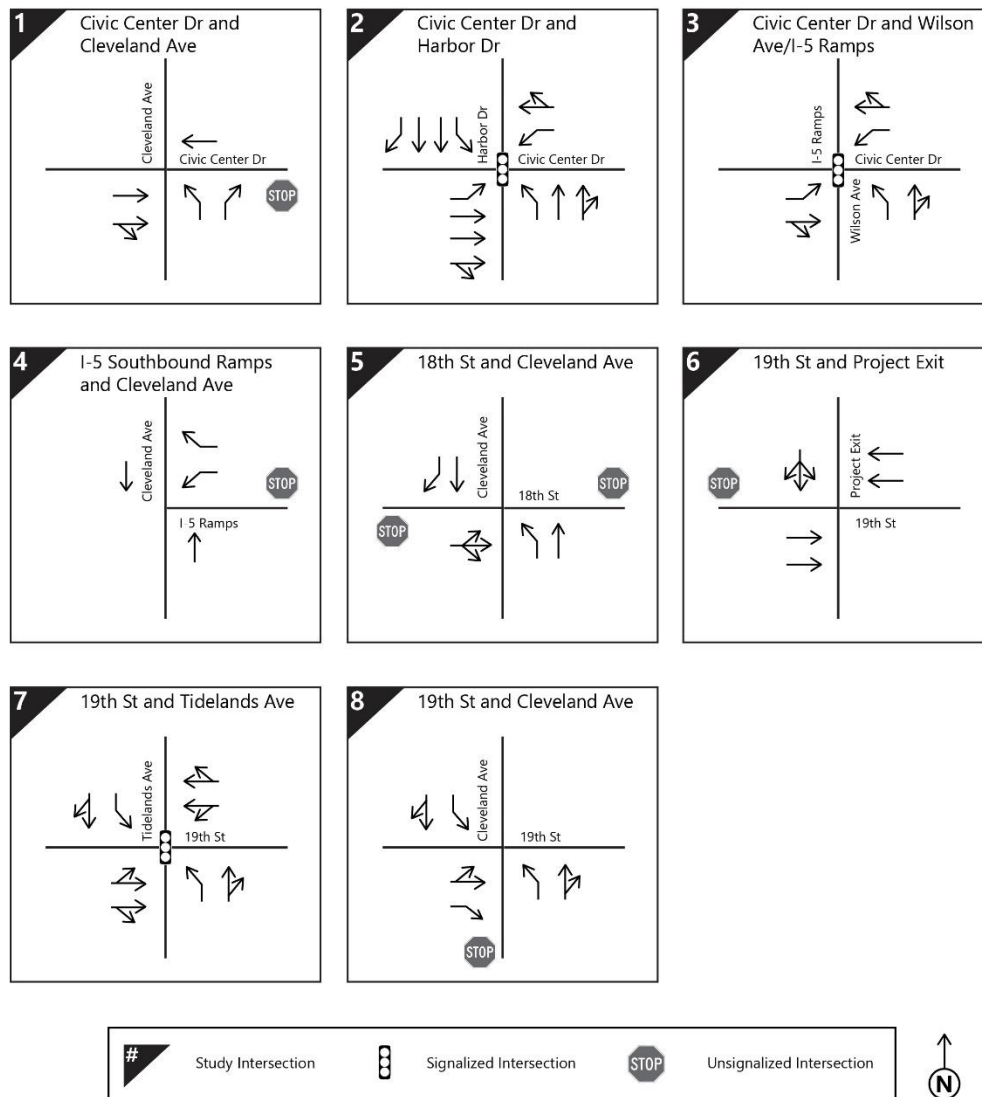 1
Civic Center Dr and
Cleveland Ave
Cleveland Ave
Civic Center Dr
STOP
2
Civic Center Dr and
Harbor Dr
Harbor Dr
Civic Center Dr
3
Civic Center Dr and Wilson
Ave/I-5 Ramps
I-5 Ramps
Civic Center Dr
Wilson Ave
4
I-5 Southbound Ramps
and Cleveland Ave
Cleveland Ave
STOP
I-5 Ramps
5
18th St and Cleveland Ave
Cleveland Ave
STOP
18th St
STOP
6
19th St and Project Exit
STOP
Project Exit
19th St
7
19th St and Tidelands Ave
Tidelands Ave
19th St
8
19th St and Cleveland Ave
Cleveland Ave
19th St
STOP
#
Study Intersection
Signalized Intersection
STOP
Unsignalized Intersection
N